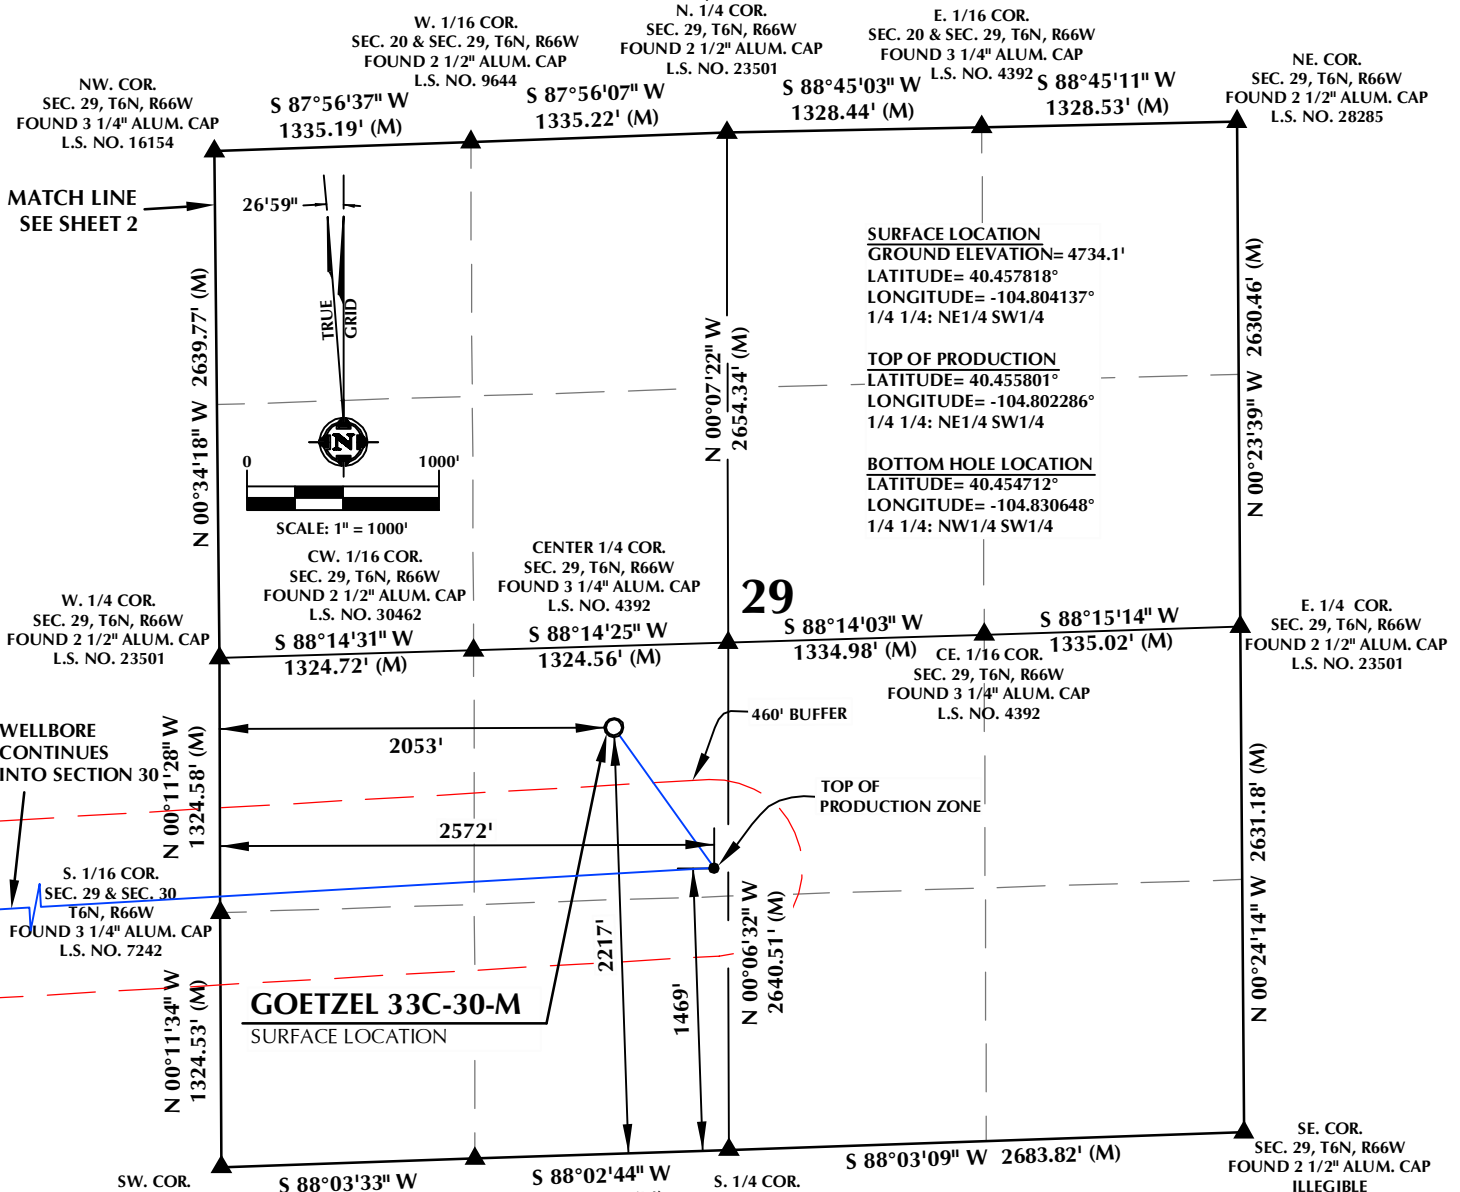 W. 1/16 COR.
SEC. 20 & SEC. 29, T6N, R66W
FOUND 2 1/2" ALUM. CAP
L.S. NO. 9644
N. 1/4 COR.
SEC. 29, T6N, R66W
FOUND 2 1/2" ALUM. CAP
L.S. NO. 23501
E. 1/16 COR.
SEC. 20 & SEC. 29, T6N, R66W
FOUND 3 1/4" ALUM. CAP
L.S. NO. 4392
NE. COR.
SEC. 29, T6N, R66W
FOUND 2 1/2" ALUM. CAP
L.S. NO. 28285
NW. COR.
SEC. 29, T6N, R66W
FOUND 3 1/4" ALUM. CAP
L.S. NO. 16154
S 87°56'37" W
1335.19' (M)
S 87°56'07" W
1335.22' (M)
S 88°45'03" W
1328.44' (M)
S 88°45'11" W
1328.53' (M)
MATCH LINE
SEE SHEET 2
26'59"
TRUE
GRID
N
0 1000'
SCALE: 1" = 1000'
N 00°34'18" W 2639.77' (M)
N 00°07'22" W
2654.34' (M)
N 00°23'39" W 2630.46' (M)
SURFACE LOCATION
GROUND ELEVATION= 4734.1'
LATITUDE= 40.457818°
LONGITUDE= -104.804137°
1/4 1/4: NE1/4 SW1/4
TOP OF PRODUCTION
LATITUDE= 40.455801°
LONGITUDE= -104.802286°
1/4 1/4: NE1/4 SW1/4
BOTTOM HOLE LOCATION
LATITUDE= 40.454712°
LONGITUDE= -104.830648°
1/4 1/4: NW1/4 SW1/4
CW. 1/16 COR.
SEC. 29, T6N, R66W
FOUND 2 1/2" ALUM. CAP
L.S. NO. 30462
CENTER 1/4 COR.
SEC. 29, T6N, R66W
FOUND 3 1/4" ALUM. CAP
L.S. NO. 4392
29
W. 1/4 COR.
SEC. 29, T6N, R66W
FOUND 2 1/2" ALUM. CAP
L.S. NO. 23501
E. 1/4 COR.
SEC. 29, T6N, R66W
FOUND 2 1/2" ALUM. CAP
L.S. NO. 23501
S 88°14'31" W
1324.72' (M)
S 88°14'25" W
1324.56' (M)
S 88°14'03" W
1334.98' (M)
S 88°15'14" W
1335.02' (M)
CE. 1/16 COR.
SEC. 29, T6N, R66W
FOUND 3 1/4" ALUM. CAP
L.S. NO. 4392
WELLBORE
CONTINUES
INTO SECTION 30
N 00°11'28" W
1324.58' (M)
2053'
460' BUFFER
TOP OF
PRODUCTION ZONE
2572'
S. 1/16 COR.
SEC. 29 & SEC. 30
T6N, R66W
FOUND 3 1/4" ALUM. CAP
L.S. NO. 7242
N 00°11'34" W
1324.53' (M)
GOETZEL 33C-30-M
SURFACE LOCATION
2217'
1469'
N 00°06'32" W
2640.51' (M)
N 00°24'14" W 2631.18' (M)
SW. COR.
S 88°03'33" W
S 88°02'44" W
S. 1/4 COR.
S 88°03'09" W 2683.82' (M)
SE. COR.
SEC. 29, T6N, R66W
FOUND 2 1/2" ALUM. CAP
ILLEGIBLE